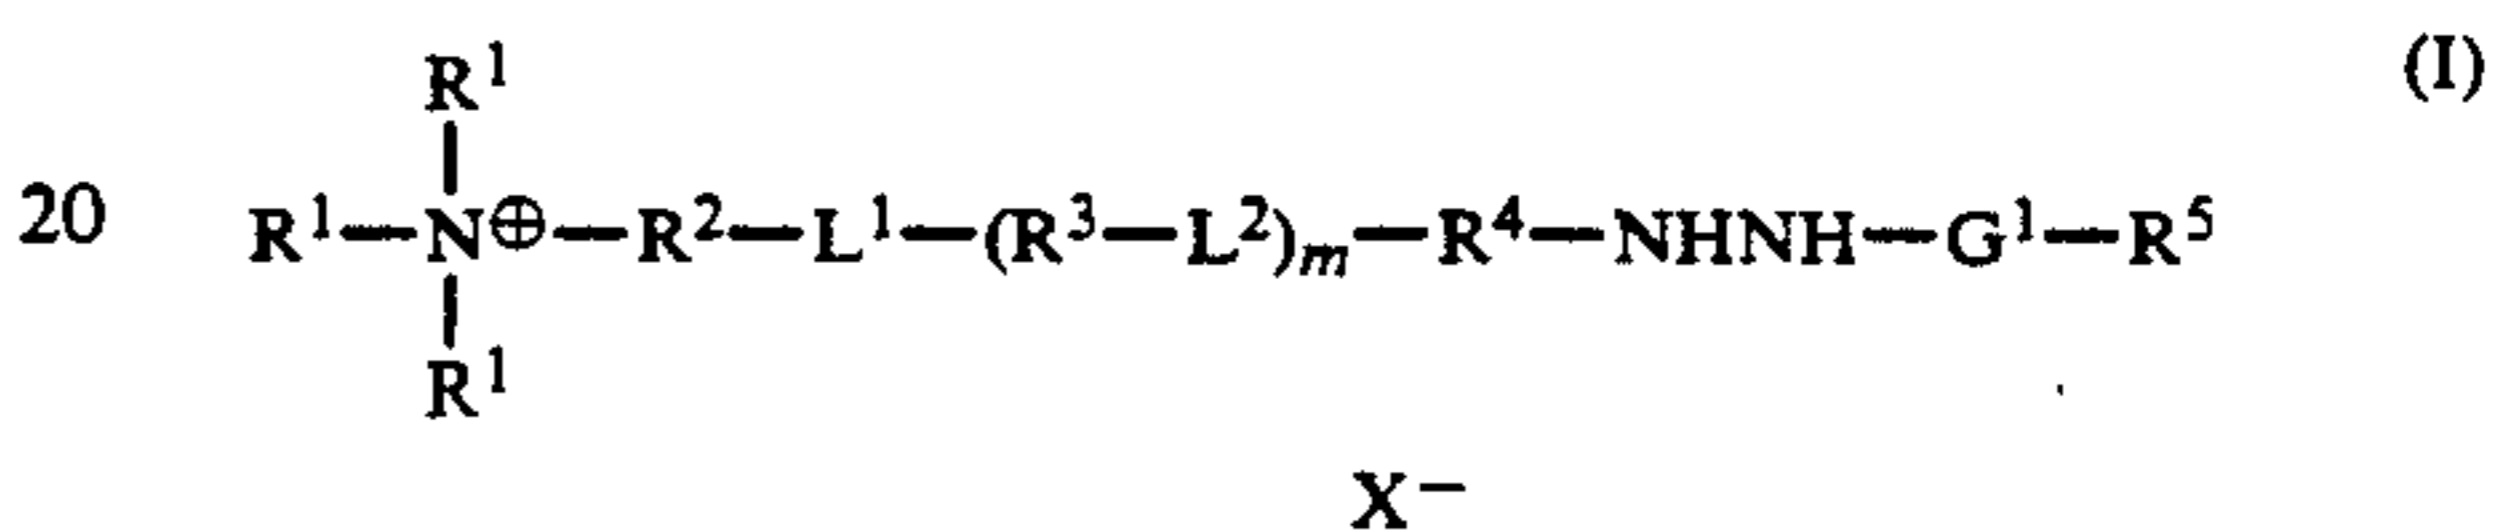 R¹ (I)
20 R¹—N⊕—R²—L¹—(R³—L²)ₘ—R⁴—NHNH—G¹—R⁵
R¹
X⁻